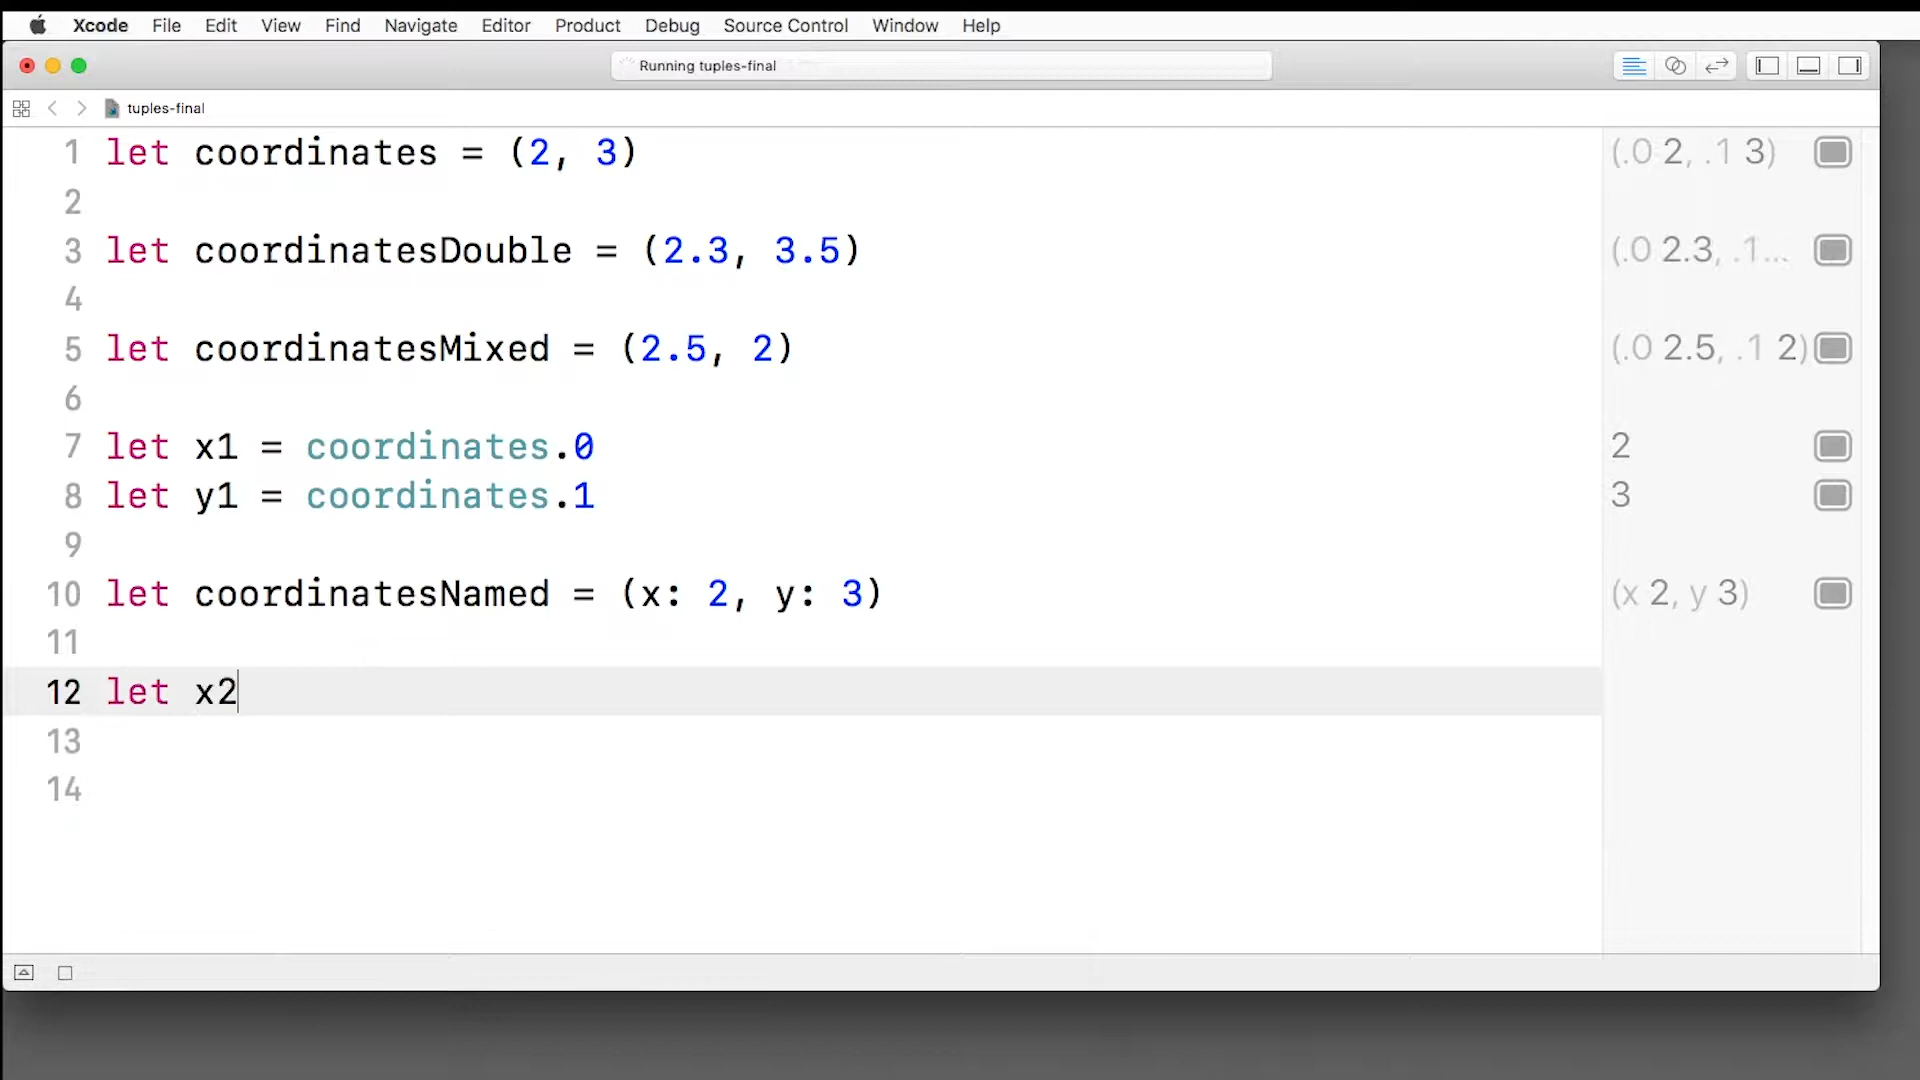 Xcode File Edit View Find Navigate Editor Product Debug Source Control Window Help
Running tuples-final
tuples-final
1 let coordinates = (2, 3) (.0 2, .1 3)
2
3 let coordinatesDouble = (2.3, 3.5) (.0 2.3, .1...
4
5 let coordinatesMixed = (2.5, 2) (.0 2.5, .1 2)
6
7 let x1 = coordinates.0 2
8 let y1 = coordinates.1 3
9
10 let coordinatesNamed = (x: 2, y: 3) (x 2, y 3)
11
12 let x2
13
14